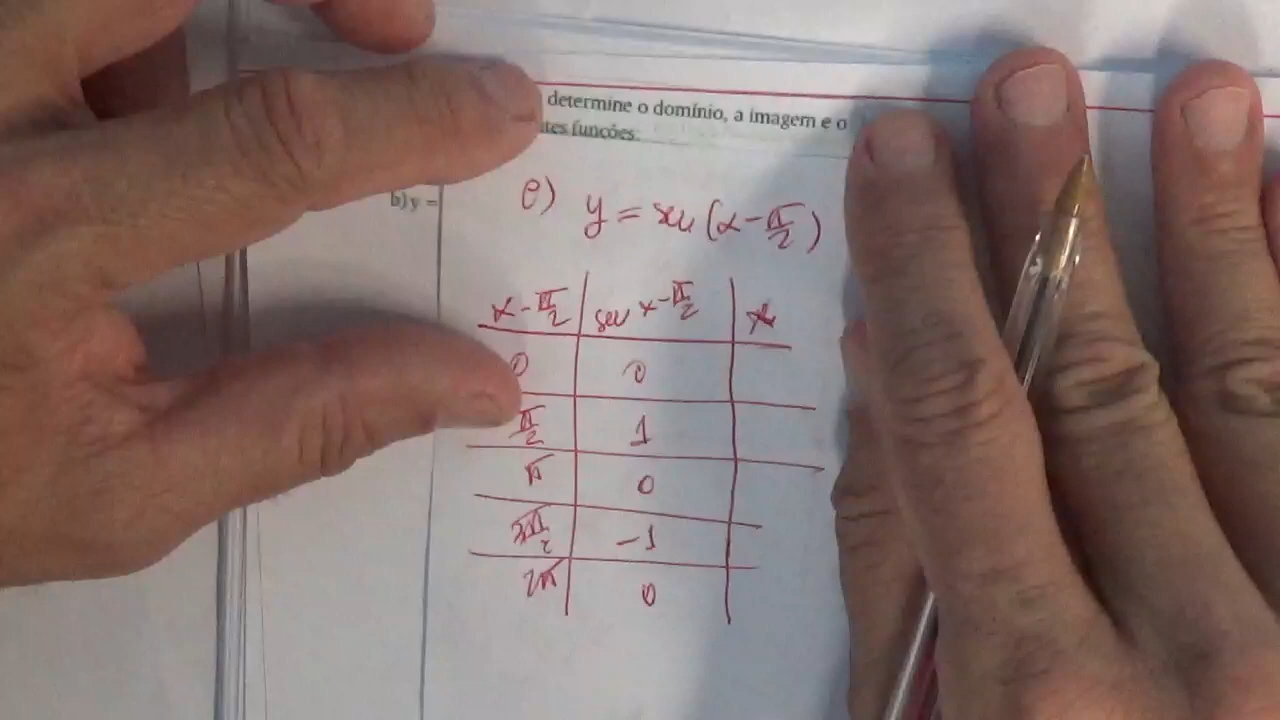 determine o domínio, a imagem e o
tes funções.
b) y =
e) y = sen (x - π/2)
x - π/2 | sen x - π/2 | x
0 | 0
π/2 | 1
π | 0
3π/2 | -1
2π | 0